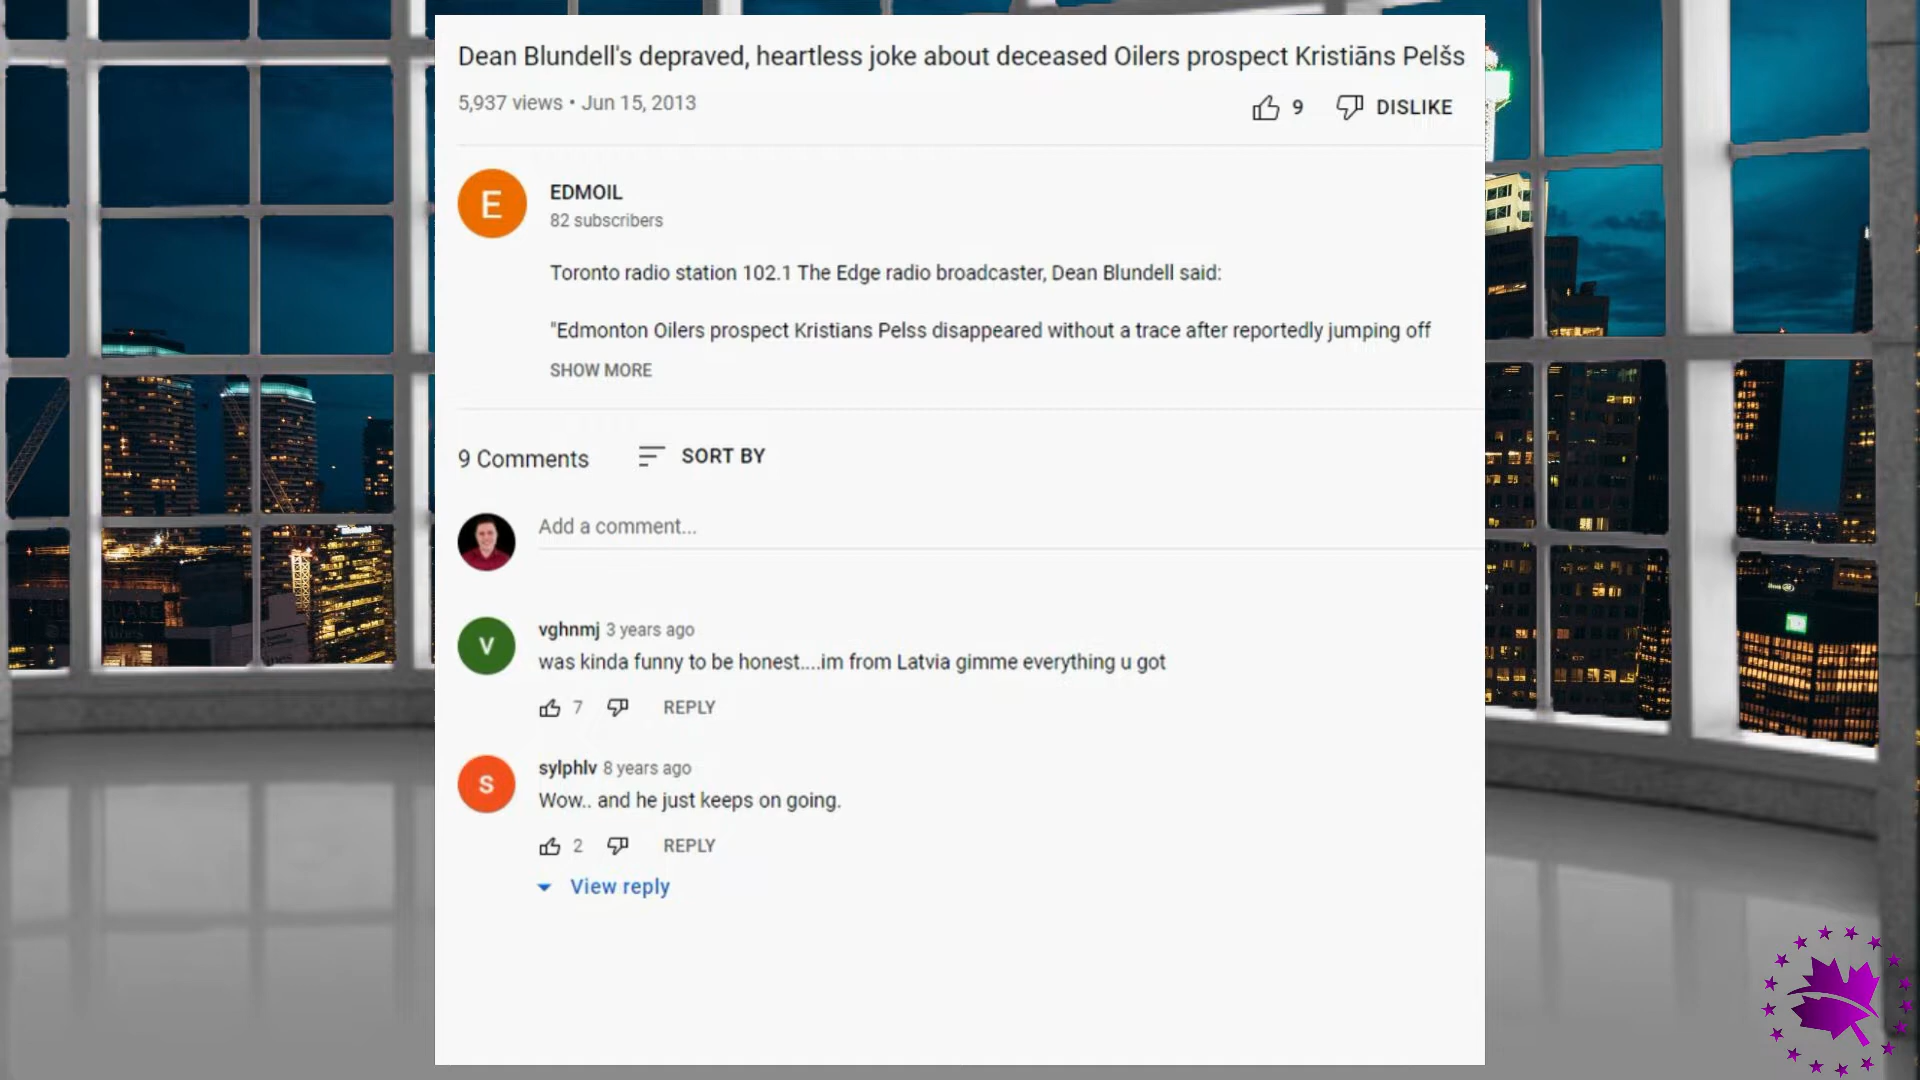 Dean Blundell's depraved, heartless joke about deceased Oilers prospect Kristiāns Pelšs
5,937 views • Jun 15, 2013
9 DISLIKE
E
EDMOIL
82 subscribers
Toronto radio station 102.1 The Edge radio broadcaster, Dean Blundell said:
"Edmonton Oilers prospect Kristians Pelss disappeared without a trace after reportedly jumping off
SHOW MORE
9 Comments SORT BY
Add a comment...
V
vghnmj 3 years ago
was kinda funny to be honest....im from Latvia gimme everything u got
7 REPLY
S
sylphlv 8 years ago
Wow.. and he just keeps on going.
2 REPLY
View reply